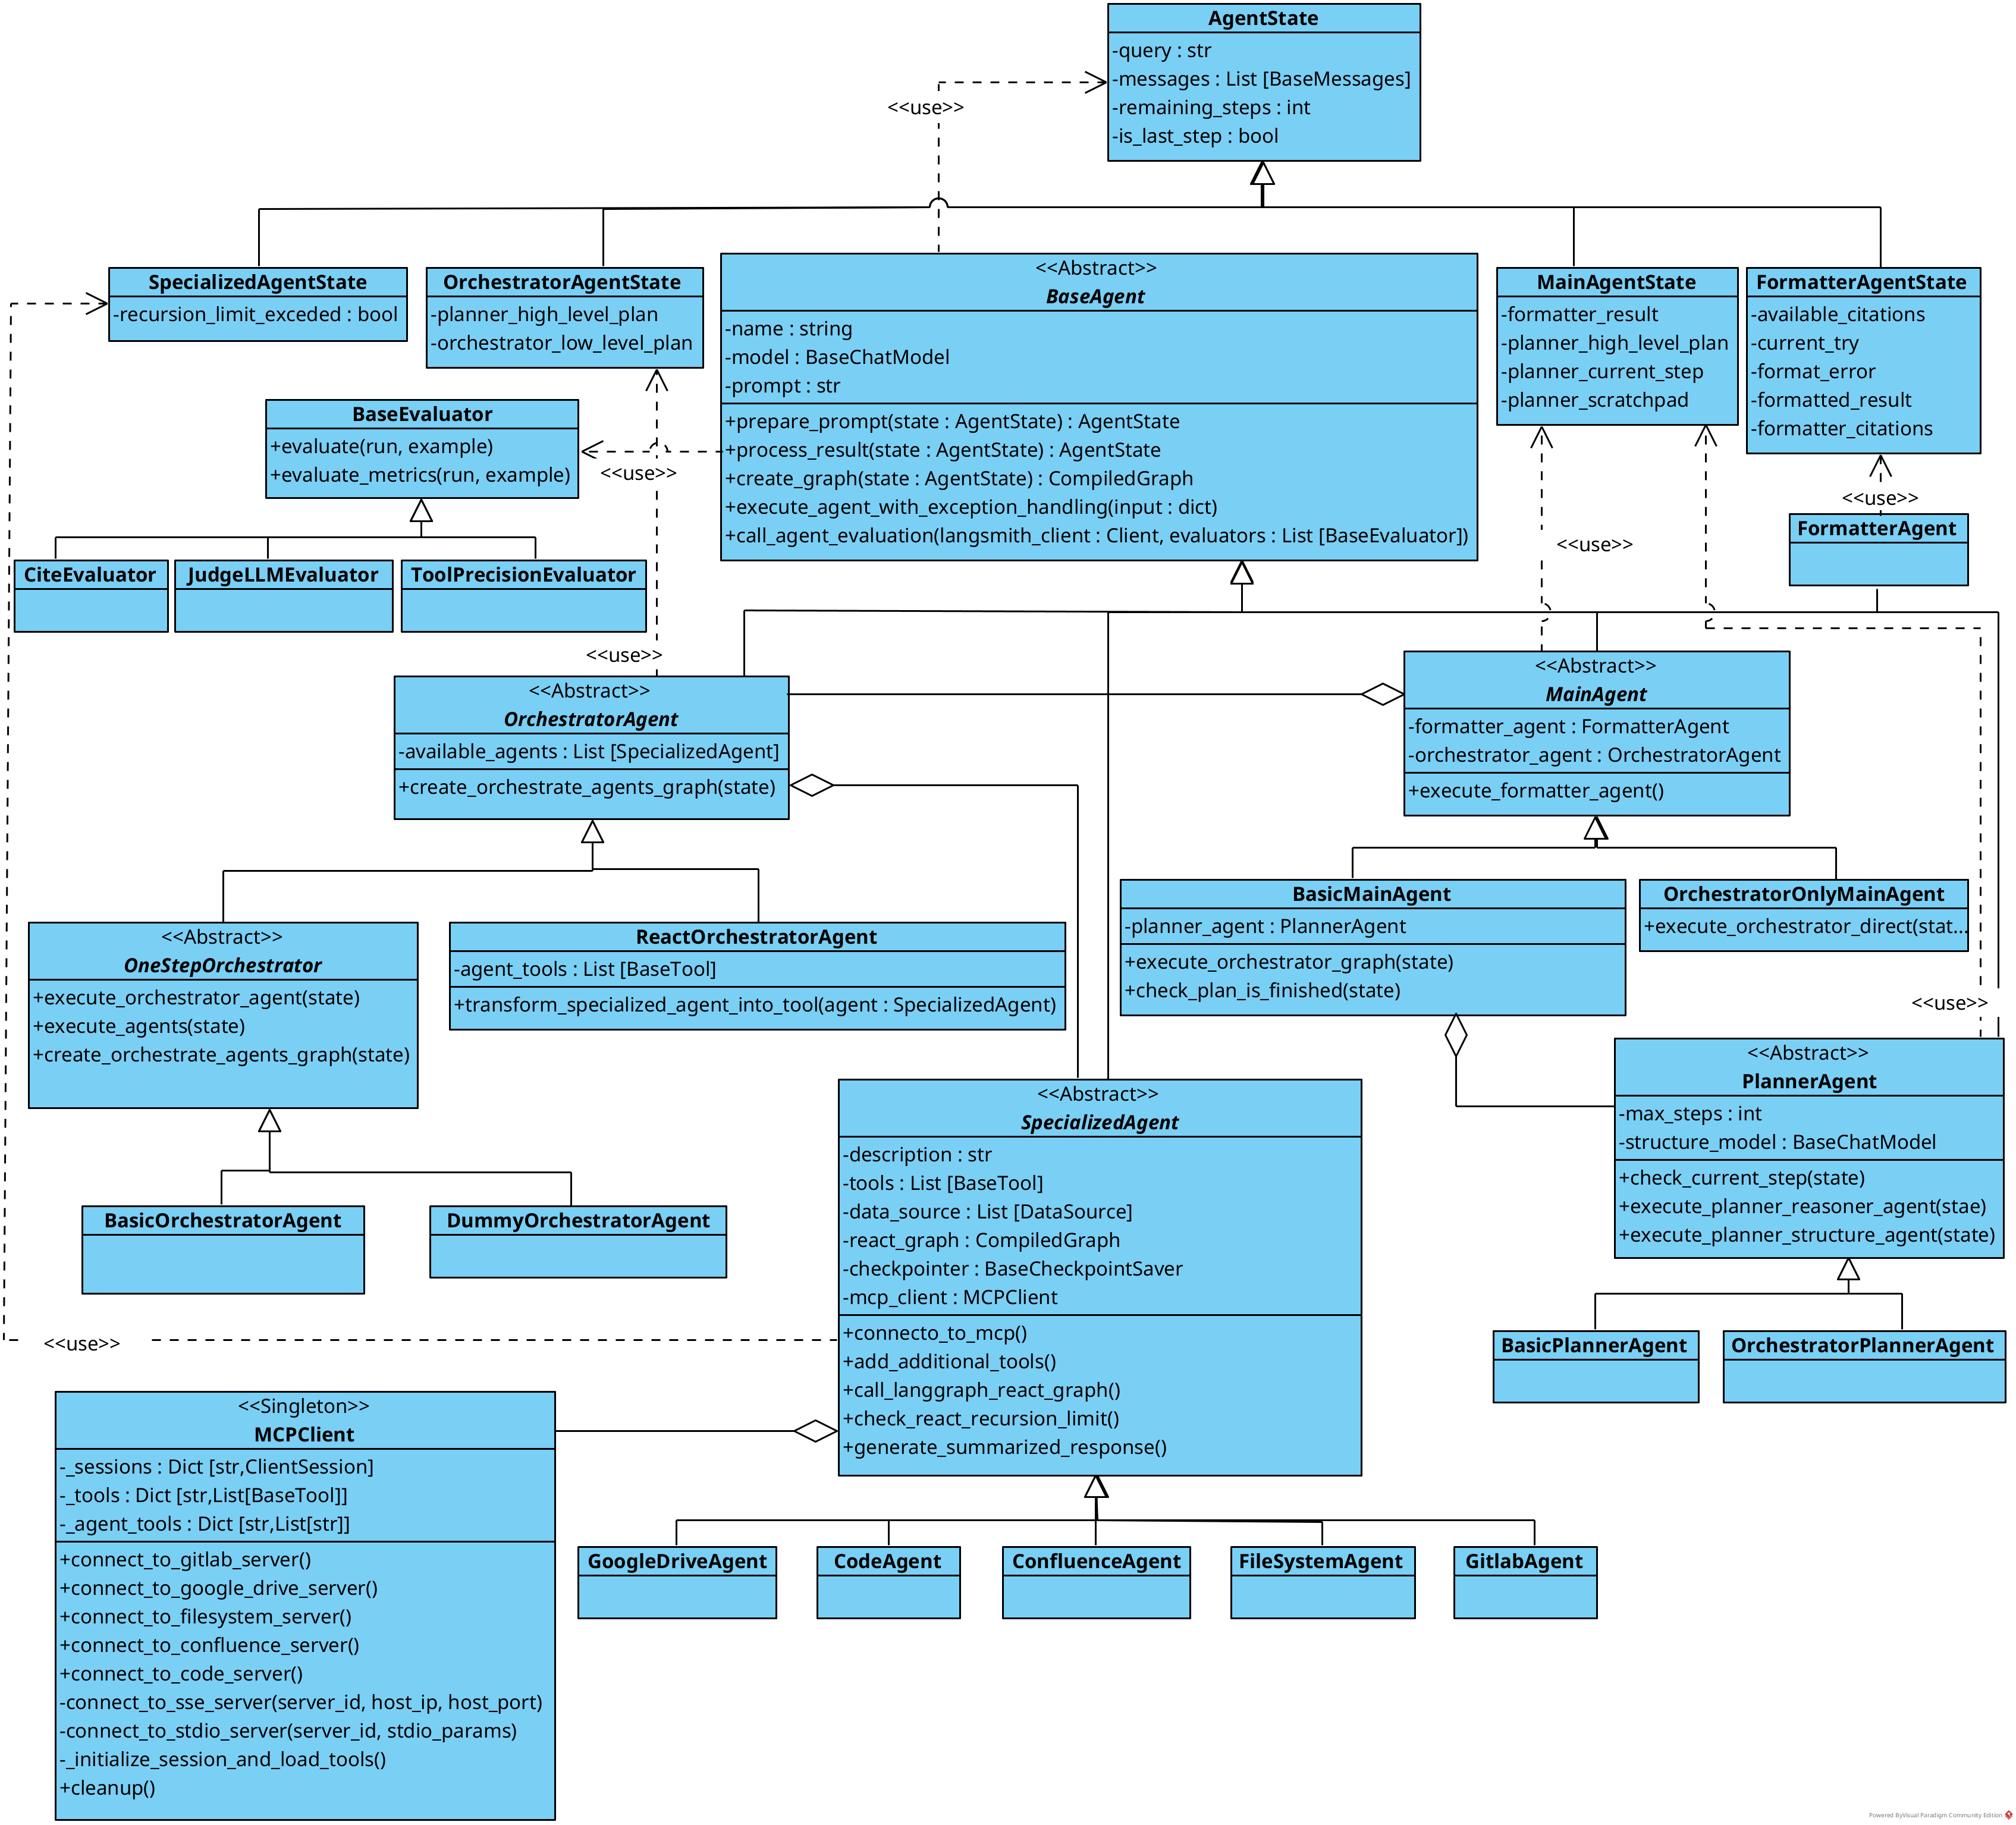 AgentState
-query : str
-messages : List [BaseMessages]
-remaining_steps : int
-is_last_step : bool
<<use>>
SpecializedAgentState
-recursion_limit_exceded : bool
OrchestratorAgentState
-planner_high_level_plan
-orchestrator_low_level_plan
<<Abstract>>
BaseAgent
-name : string
-model : BaseChatModel
-prompt : str
+prepare_prompt(state : AgentState) : AgentState
+process_result(state : AgentState) : AgentState
+create_graph(state : AgentState) : CompiledGraph
+execute_agent_with_exception_handling(input : dict)
+call_agent_evaluation(langsmith_client : Client, evaluators : List [BaseEvaluator])
MainAgentState
-formatter_result
-planner_high_level_plan
-planner_current_step
-planner_scratchpad
FormatterAgentState
-available_citations
-current_try
-format_error
-formatted_result
-formatter_citations
BaseEvaluator
+evaluate(run, example)
+evaluate_metrics(run, example)
<<use>>
<<use>>
FormatterAgent
<<use>>
CiteEvaluator
JudgeLLMEvaluator
ToolPrecisionEvaluator
<<use>>
<<Abstract>>
OrchestratorAgent
-available_agents : List [SpecializedAgent]
+create_orchestrate_agents_graph(state)
<<Abstract>>
MainAgent
-formatter_agent : FormatterAgent
-orchestrator_agent : OrchestratorAgent
+execute_formatter_agent()
BasicMainAgent
-planner_agent : PlannerAgent
+execute_orchestrator_graph(state)
+check_plan_is_finished(state)
OrchestratorOnlyMainAgent
+execute_orchestrator_direct(stat...
<<Abstract>>
OneStepOrchestrator
+execute_orchestrator_agent(state)
+execute_agents(state)
+create_orchestrate_agents_graph(state)
ReactOrchestratorAgent
-agent_tools : List [BaseTool]
+transform_specialized_agent_into_tool(agent : SpecializedAgent)
<<use>>
<<Abstract>>
PlannerAgent
-max_steps : int
-structure_model : BaseChatModel
+check_current_step(state)
+execute_planner_reasoner_agent(stae)
+execute_planner_structure_agent(state)
<<Abstract>>
SpecializedAgent
-description : str
-tools : List [BaseTool]
-data_source : List [DataSource]
-react_graph : CompiledGraph
-checkpointer : BaseCheckpointSaver
-mcp_client : MCPClient
+connecto_to_mcp()
+add_additional_tools()
+call_langgraph_react_graph()
+check_react_recursion_limit()
+generate_summarized_response()
BasicOrchestratorAgent
DummyOrchestratorAgent
<<use>>
BasicPlannerAgent
OrchestratorPlannerAgent
<<Singleton>>
MCPClient
-_sessions : Dict [str,ClientSession]
-_tools : Dict [str,List[BaseTool]]
-_agent_tools : Dict [str,List[str]]
+connect_to_gitlab_server()
+connect_to_google_drive_server()
+connect_to_filesystem_server()
+connect_to_confluence_server()
+connect_to_code_server()
-connect_to_sse_server(server_id, host_ip, host_port)
-connect_to_stdio_server(server_id, stdio_params)
-_initialize_session_and_load_tools()
+cleanup()
GoogleDriveAgent
CodeAgent
ConfluenceAgent
FileSystemAgent
GitlabAgent
Powered ByVisual Paradigm Community Edition